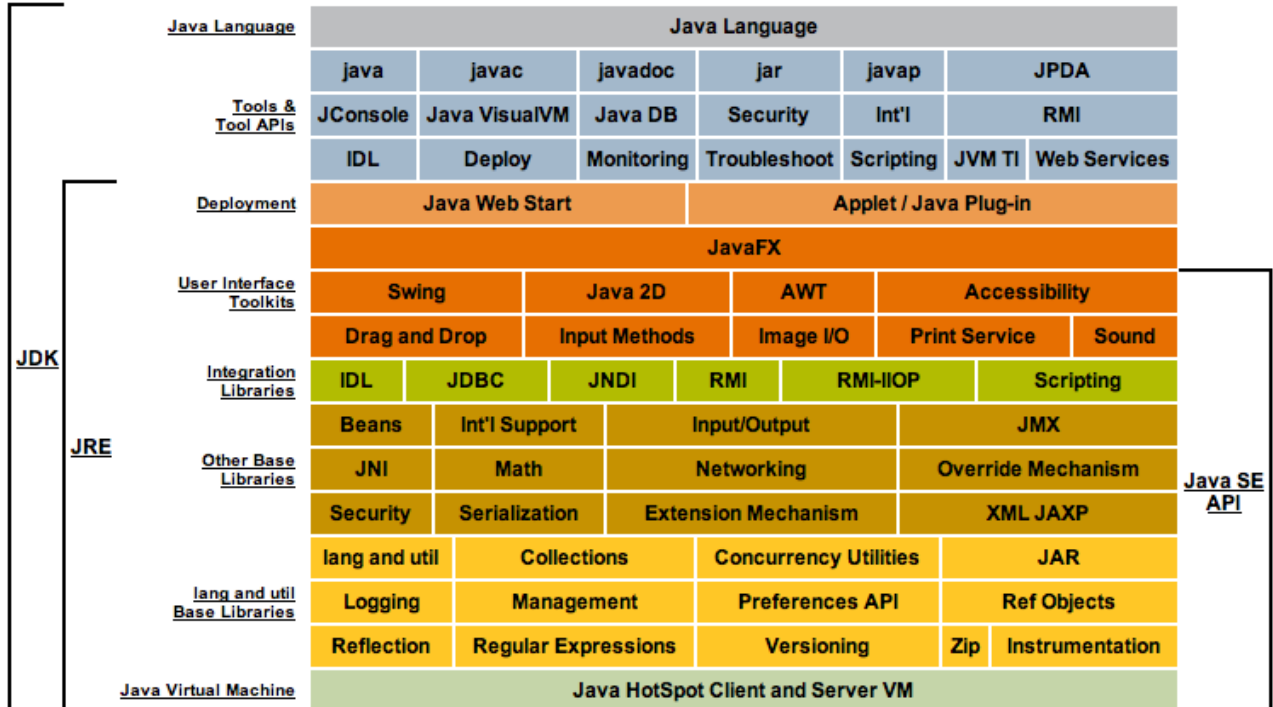 Java Language Java Language
java javac javadoc jar javap JPDA
Tools &
Tool APIs
JConsole Java VisualVM Java DB Security Int'l RMI
IDL Deploy Monitoring Troubleshoot Scripting JVM TI Web Services
Deployment Java Web Start Applet / Java Plug-in
JavaFX
User Interface
Toolkits
Swing Java 2D AWT Accessibility
Drag and Drop Input Methods Image I/O Print Service Sound
JDK
Integration
Libraries
IDL JDBC JNDI RMI RMI-IIOP Scripting
Beans Int'l Support Input/Output JMX
JRE
Other Base
Libraries
JNI Math Networking Override Mechanism
Java SE
API
Security Serialization Extension Mechanism XML JAXP
lang and util Collections Concurrency Utilities JAR
lang and util
Base Libraries
Logging Management Preferences API Ref Objects
Reflection Regular Expressions Versioning Zip Instrumentation
Java Virtual Machine Java HotSpot Client and Server VM